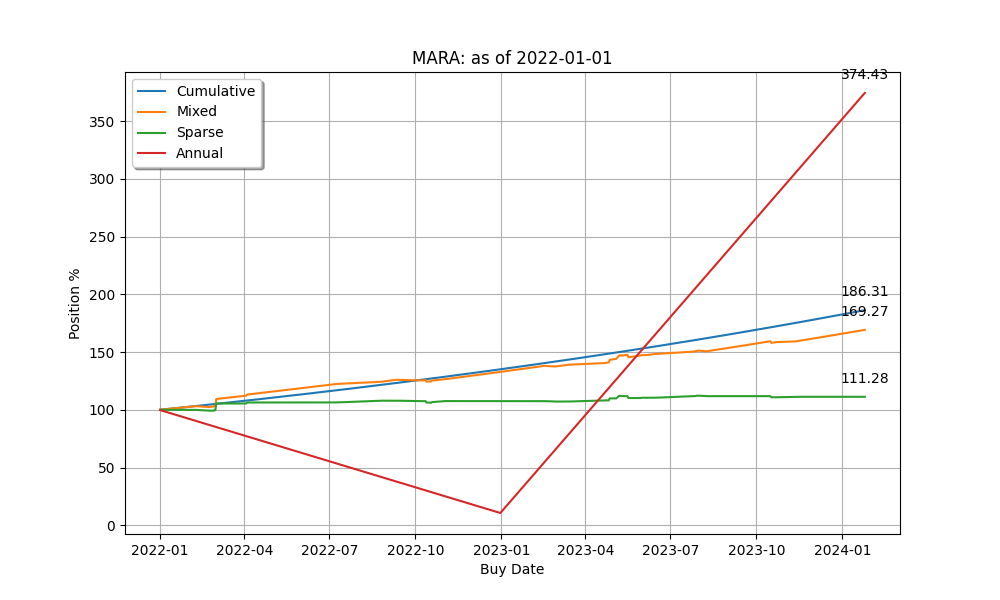 MARA: as of 2022-01-01
374.43
Cumulative
Mixed
Sparse
Annual
350
300
250
200
150
100
50
0
186.31
169.27
111.28
Position %
2022-01 2022-04 2022-07 2022-10 2023-01 2023-04 2023-07 2023-10 2024-01
Buy Date